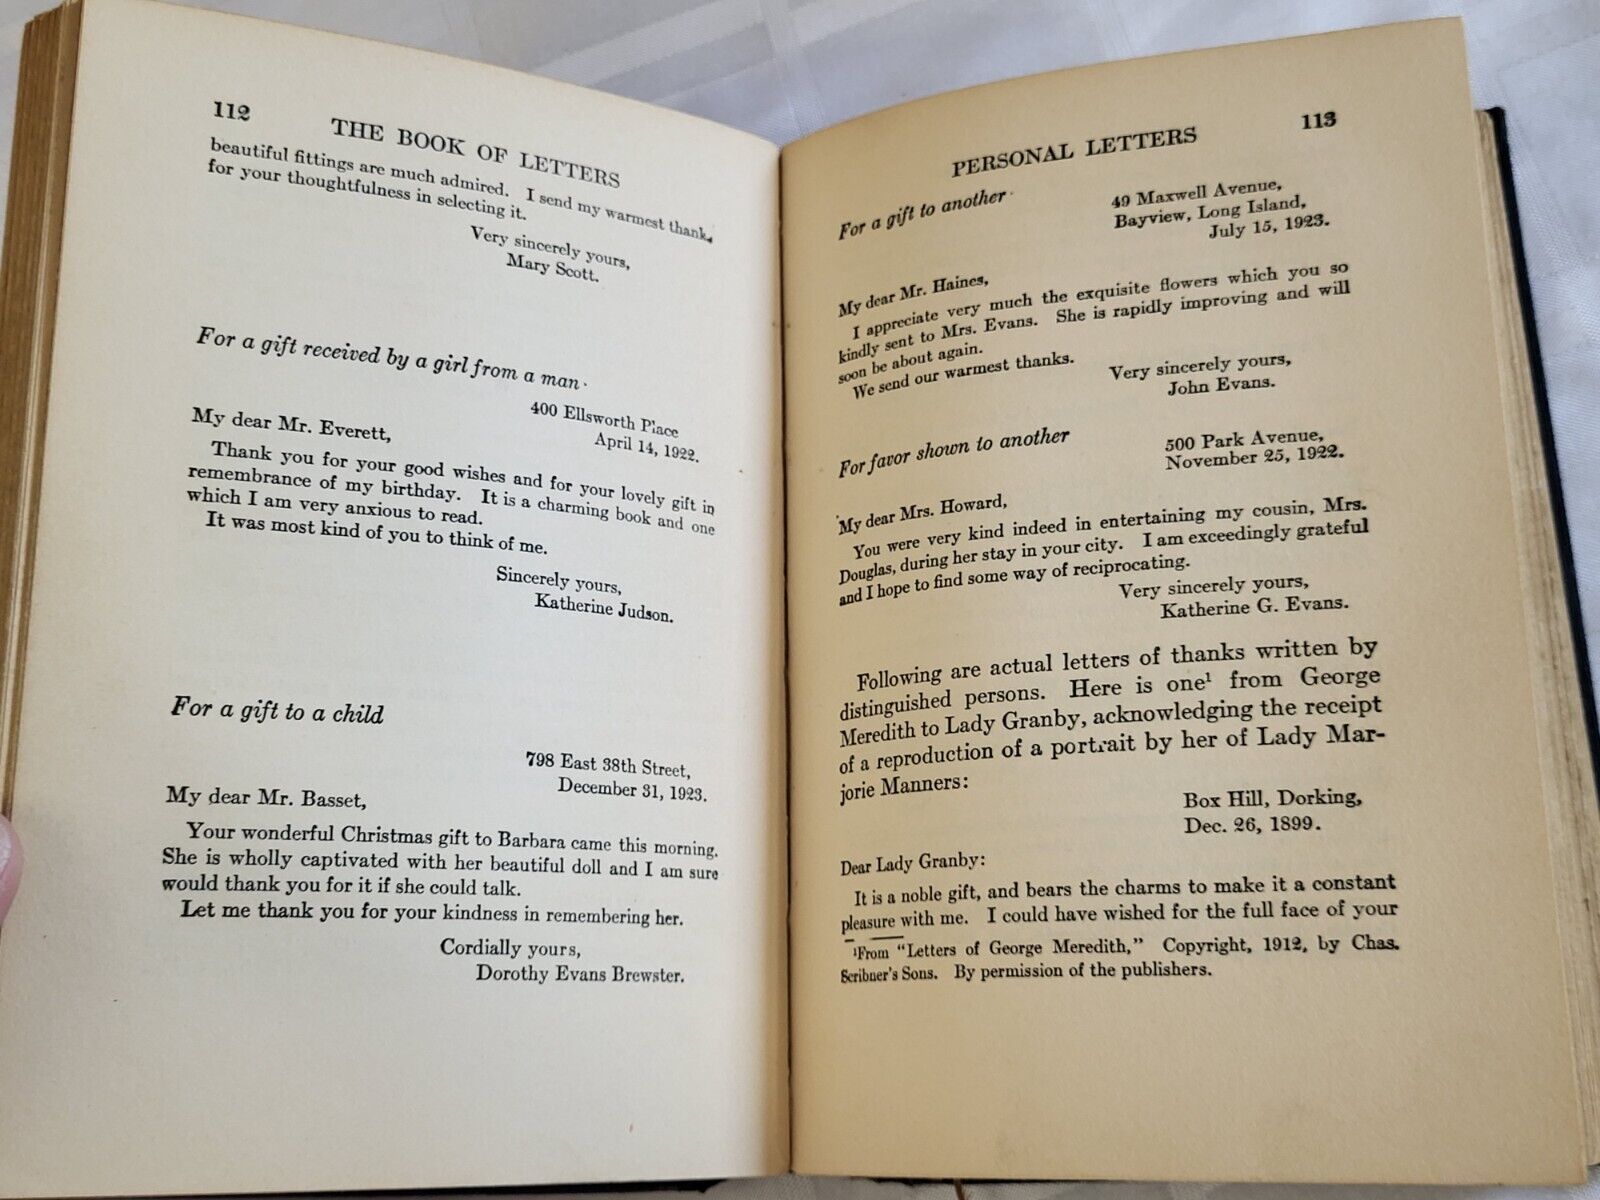 112
THE BOOK OF LETTERS
beautiful fittings are much admired. I send my warmest thank,
for your thoughtfulness in selecting it.
Very sincerely yours,
Mary Scott.
For a gift received by a girl from a man
400 Ellsworth Place
April 14, 1922.
My dear Mr. Everett,
Thank you for your good wishes and for your lovely gift in
remembrance of my birthday. It is a charming book and one
which I am very anxious to read.
It was most kind of you to think of me.
Sincerely yours,
Katherine Judson.
For a gift to a child
798 East 38th Street,
December 31, 1923.
My dear Mr. Basset,
Your wonderful Christmas gift to Barbara came this morning.
She is wholly captivated with her beautiful doll and I am sure
would thank you for it if she could talk.
Let me thank you for your kindness in remembering her.
Cordially yours,
Dorothy Evans Brewster.
PERSONAL LETTERS
113
For a gift to another
49 Maxwell Avenue,
Bayview, Long Island,
July 15, 1923.
My dear Mr. Haines,
I appreciate very much the exquisite flowers which you so
kindly sent to Mrs. Evans. She is rapidly improving and will
soon be about again.
We send our warmest thanks.
Very sincerely yours,
John Evans.
For favor shown to another
500 Park Avenue,
November 25, 1922.
My dear Mrs. Howard,
You were very kind indeed in entertaining my cousin, Mrs.
Douglas, during her stay in your city. I am exceedingly grateful
and I hope to find some way of reciprocating.
Very sincerely yours,
Katherine G. Evans.
Following are actual letters of thanks written by
distinguished persons. Here is one¹ from George
Meredith to Lady Granby, acknowledging the receipt
of a reproduction of a portrait by her of Lady Mar-
jorie Manners:
Box Hill, Dorking,
Dec. 26, 1899.
Dear Lady Granby:
It is a noble gift, and bears the charms to make it a constant
pleasure with me. I could have wished for the full face of your
¹From "Letters of George Meredith," Copyright, 1912, by Chas.
Scribner's Sons. By permission of the publishers.